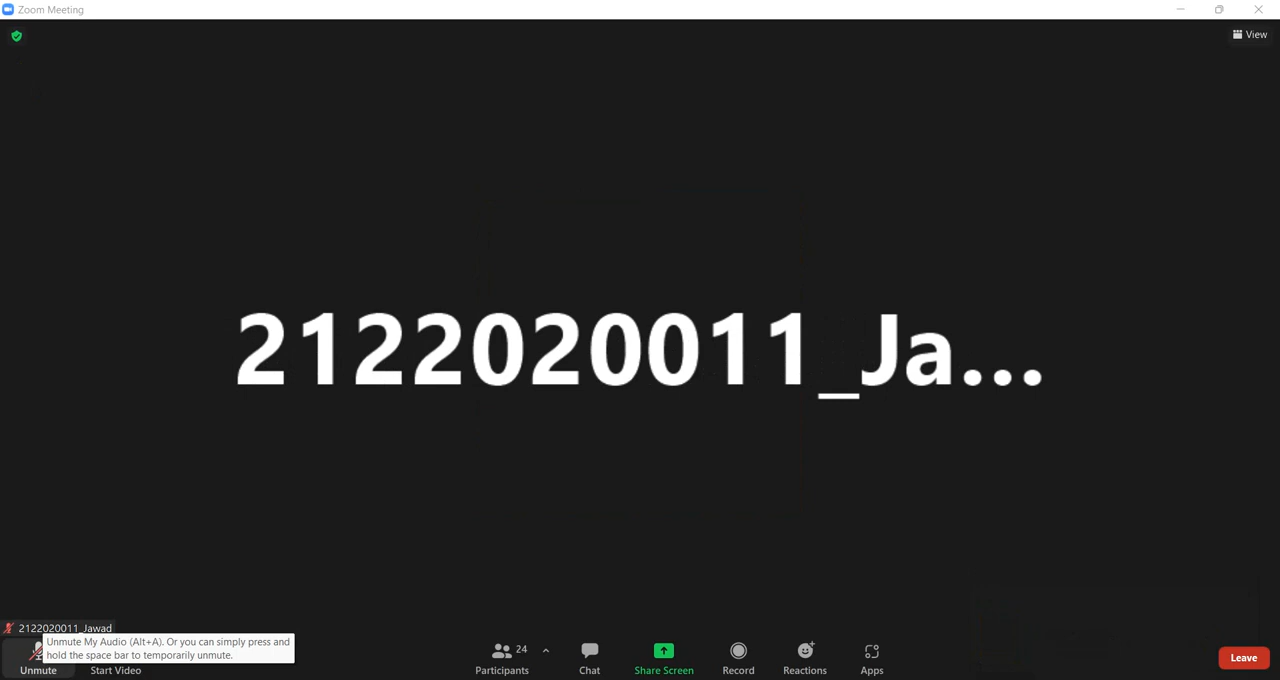 Zoom Meeting
View
2122020011_Ja...
2122020011_Jawad
Unmute My Audio (Alt+A). Or you can simply press and
hold the space bar to temporarily unmute.
Unmute
Start Video
24
Participants
Chat
Share Screen
Record
Reactions
Apps
Leave